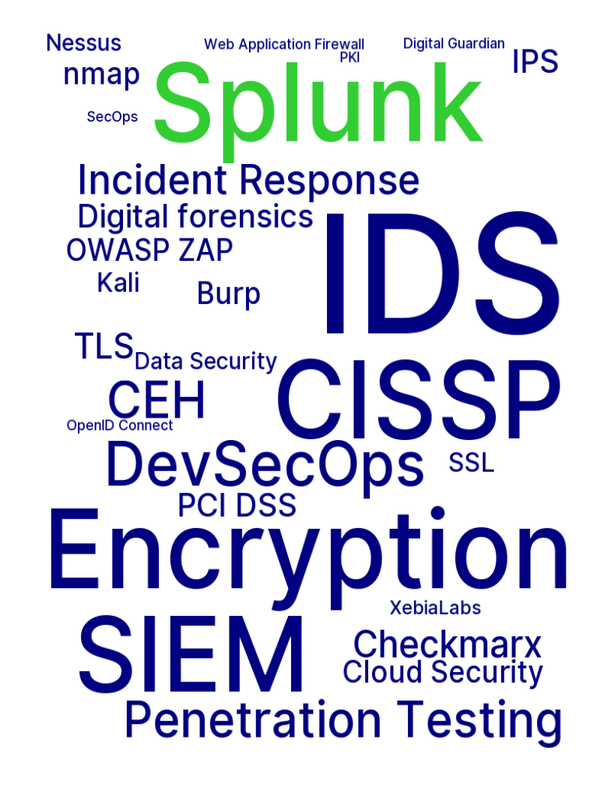 Nessus
Web Application Firewall
Digital Guardian
PKI
IPS
nmap
Splunk
SecOps
Incident Response
Digital forensics
IDS
OWASP ZAP
Kali
Burp
TLS
Data Security
CISSP
CEH
OpenID Connect
DevSecOps
SSL
PCI DSS
Encryption
XebiaLabs
SIEM
Checkmarx
Cloud Security
Penetration Testing